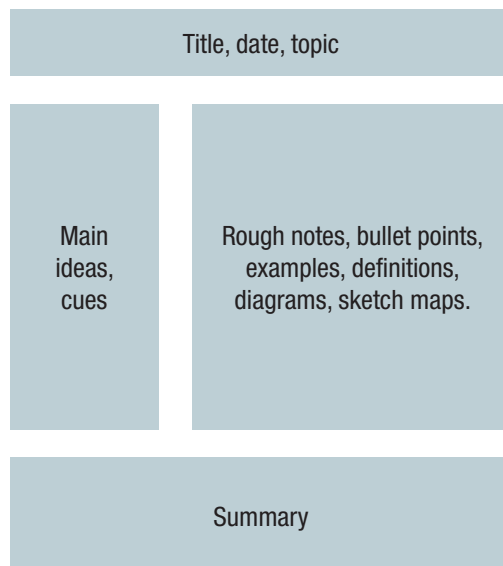 Title, date, topic
Main
ideas,
cues
Rough notes, bullet points,
examples, definitions,
diagrams, sketch maps.
Summary